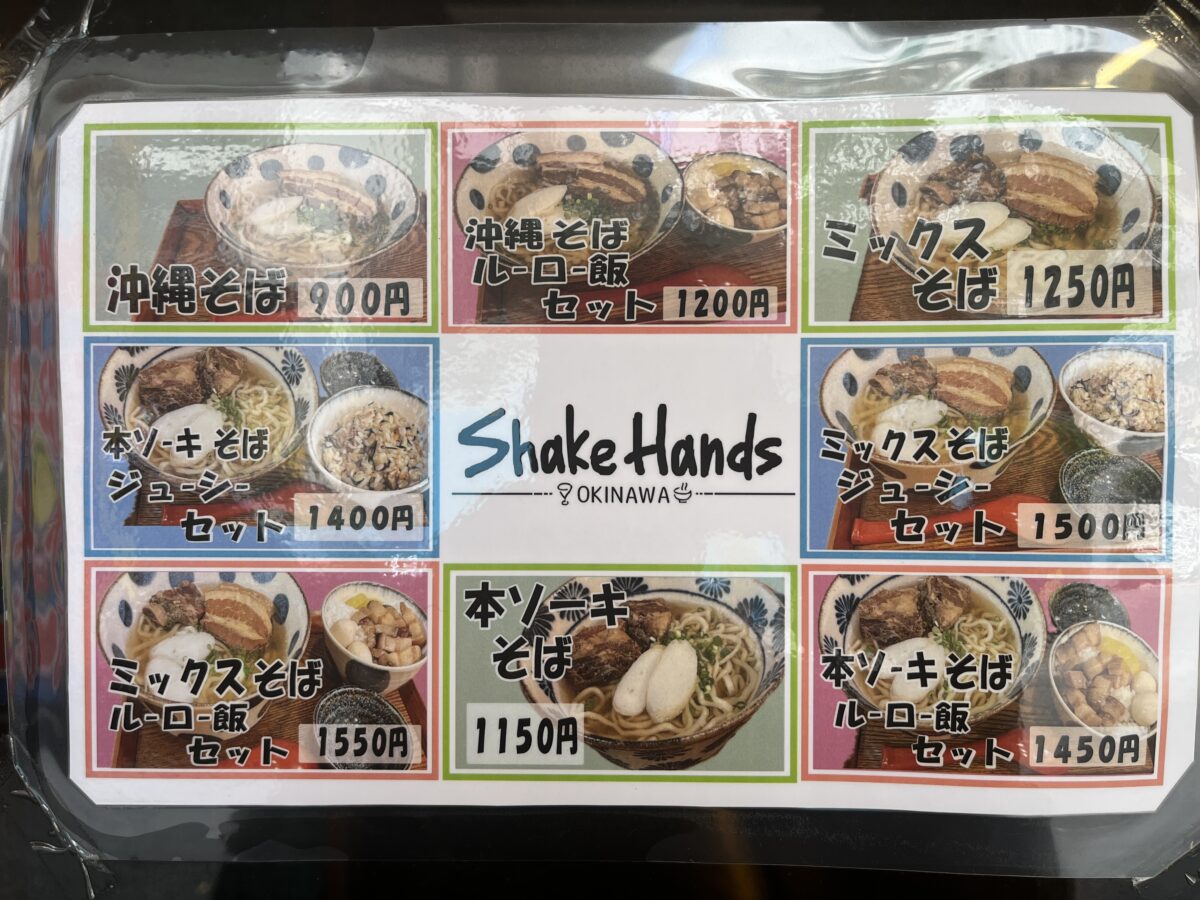 沖縄そば 900円
沖縄そば
ルーロー飯
セット 1200円
ミックス
そば 1250円
本ソーキそば
ジューシー
セット 1400円
Shake Hands
OKINAWA
ミックスそば
ジューシー
セット 1500円
ミックスそば
ルーロー飯
セット 1550円
本ソーキ
そば
1150円
本ソーキそば
ルーロー飯
セット 1450円